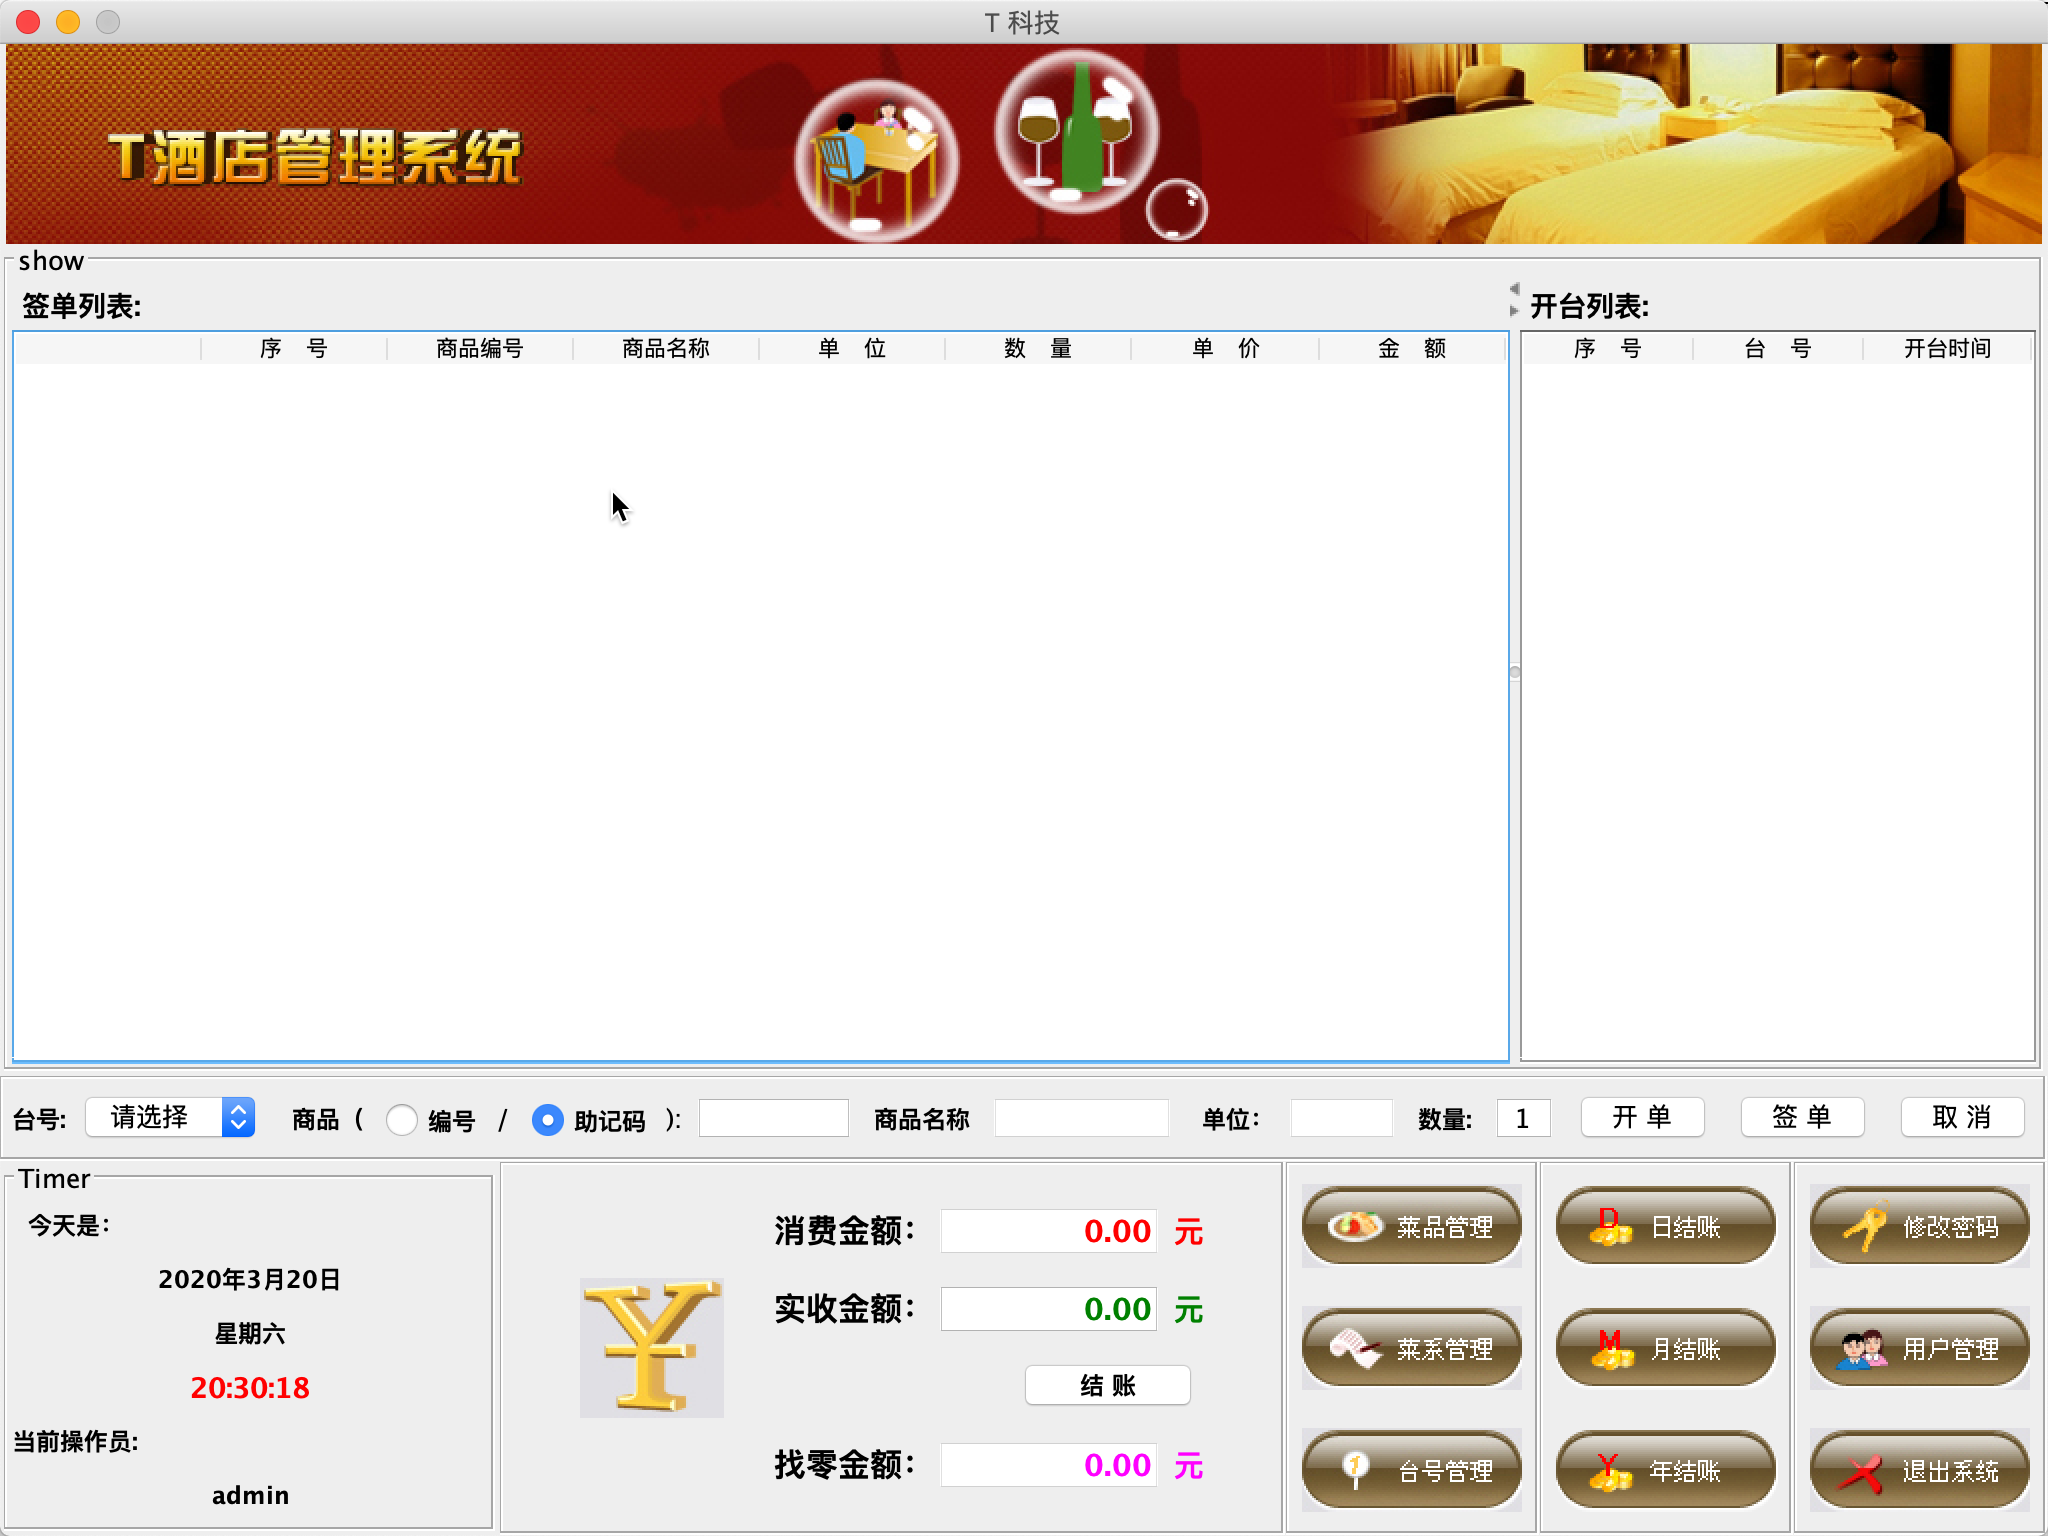 T 科技
T酒店管理系统
show
签单列表:
开台列表:
序 号 商品编号 商品名称 单 位 数 量 单 价 金 额
序 号 台 号 开台时间
台号: 请选择 商品 ( 编号 / 助记码 ): 商品名称 单位: 数量: 1 开 单 签 单 取 消
Timer
今天是:
2020年3月20日
星期六
20:30:18
当前操作员:
admin
¥
消费金额: 0.00 元
实收金额: 0.00 元
结 账
找零金额: 0.00 元
菜品管理
菜系管理
1 台号管理
D 日结账
M 月结账
Y 年结账
修改密码
用户管理
退出系统